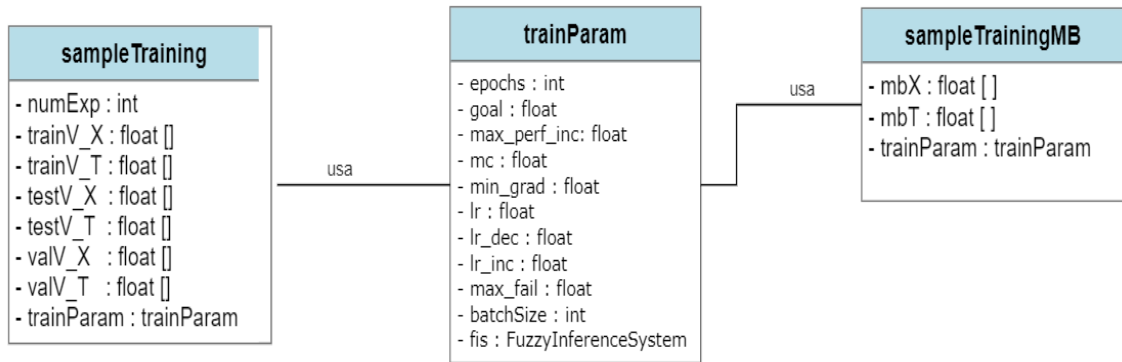 sampleTraining
- numExp : int
- trainV_X : float []
- trainV_T : float []
- testV_X : float []
- testV_T : float []
- valV_X : float []
- valV_T : float []
- trainParam : trainParam
usa
trainParam
- epochs : int
- goal : float
- max_perf_inc: float
- mc : float
- min_grad : float
- lr : float
- lr_dec : float
- lr_inc : float
- max_fail : float
- batchSize : int
- fis : FuzzyInferenceSystem
usa
sampleTrainingMB
- mbX : float [ ]
- mbT : float [ ]
- trainParam : trainParam